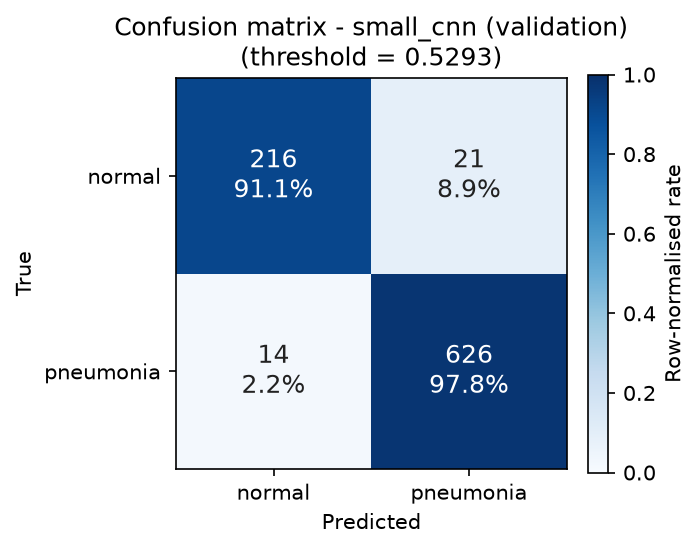 Confusion matrix - small_cnn (validation)
(threshold = 0.5293)
True
normal
216
91.1%
21
8.9%
pneumonia
14
2.2%
626
97.8%
normal
pneumonia
Predicted
1.0
0.8
0.6
0.4
0.2
0.0
Row-normalised rate